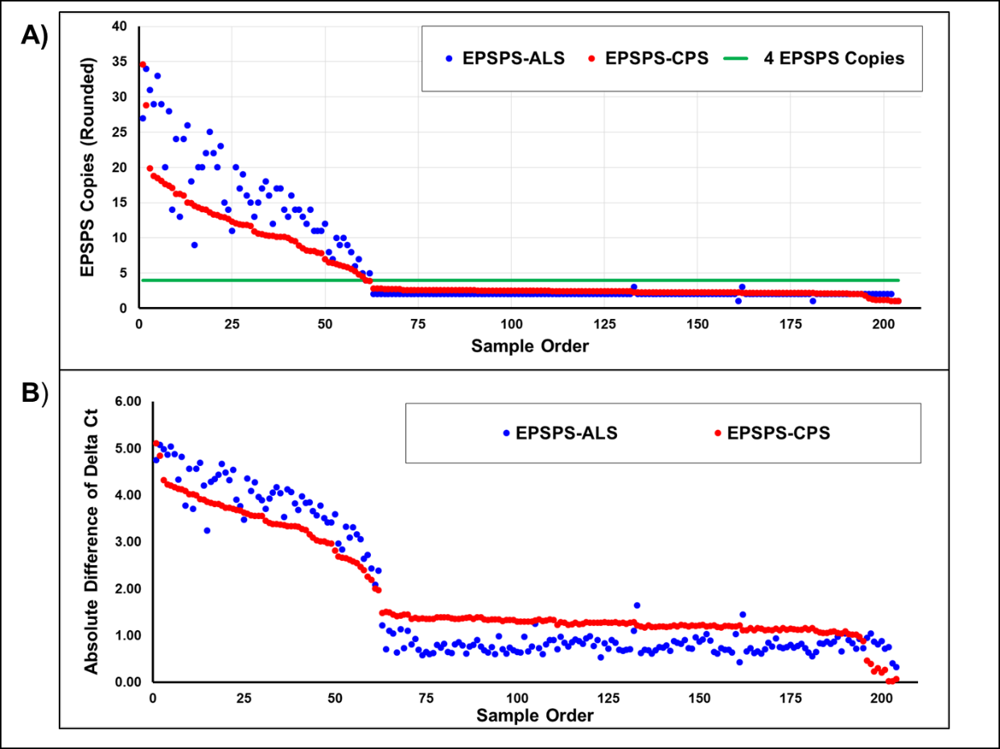 A)
EPSPS Copies (Rounded)
40
35
30
25
20
15
10
5
0
EPSPS-ALS EPSPS-CPS 4 EPSPS Copies
0 25 50 75 100 125 150 175 200
Sample Order
B)
Absolute Difference of Delta Ct
6.00
5.00
4.00
3.00
2.00
1.00
0.00
EPSPS-ALS EPSPS-CPS
0 25 50 75 100 125 150 175 200
Sample Order